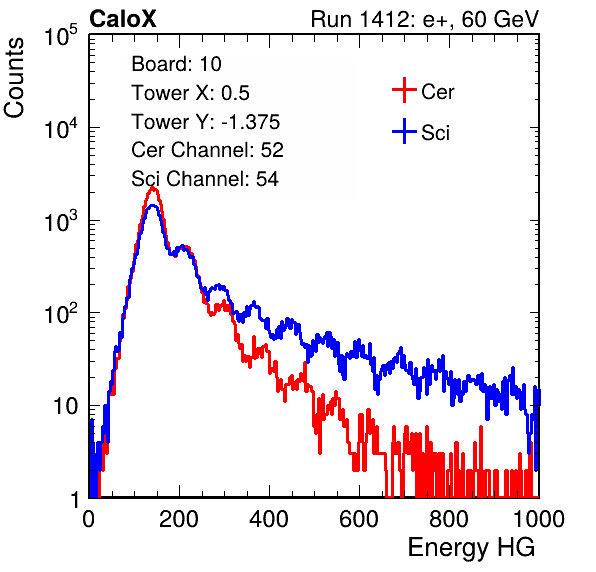 CaloX Run 1412: e+, 60 GeV
Counts
Board: 10
Tower X: 0.5
Tower Y: -1.375
Cer Channel: 52
Sci Channel: 54
Cer
Sci
10^5
10^4
10^3
10^2
10
1
0 200 400 600 800 1000
Energy HG